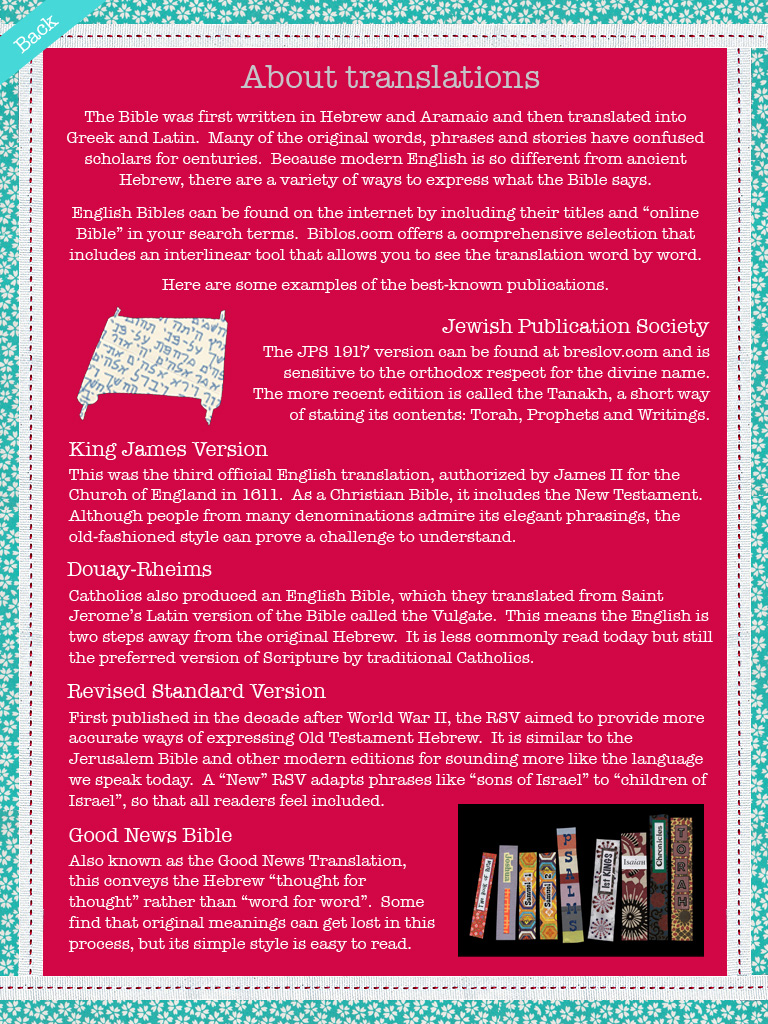 Back
About translations
The Bible was first written in Hebrew and Aramaic and then translated into
Greek and Latin.  Many of the original words, phrases and stories have confused
scholars for centuries.  Because modern English is so different from ancient
Hebrew, there are a variety of ways to express what the Bible says.
English Bibles can be found on the internet by including their titles and “online
Bible” in your search terms.  Biblos.com offers a comprehensive selection that
includes an interlinear tool that allows you to see the translation word by word.
Here are some examples of the best-known publications.
Jewish Publication Society
The JPS 1917 version can be found at breslov.com and is
sensitive to the orthodox respect for the divine name.
The more recent edition is called the Tanakh, a short way
of stating its contents: Torah, Prophets and Writings.
King James Version
This was the third official English translation, authorized by James II for the
Church of England in 1611.  As a Christian Bible, it includes the New Testament.
Although people from many denominations admire its elegant phrasings, the
old-fashioned style can prove a challenge to understand.
Douay-Rheims
Catholics also produced an English Bible, which they translated from Saint
Jerome’s Latin version of the Bible called the Vulgate.  This means the English is
two steps away from the original Hebrew.  It is less commonly read today but still
the preferred version of Scripture by traditional Catholics.
Revised Standard Version
First published in the decade after World War II, the RSV aimed to provide more
accurate ways of expressing Old Testament Hebrew.  It is similar to the
Jerusalem Bible and other modern editions for sounding more like the language
we speak today.  A “New” RSV adapts phrases like “sons of Israel” to “children of
Israel”, so that all readers feel included.
Good News Bible
Also known as the Good News Translation,
this conveys the Hebrew “thought for
thought” rather than “word for word”.  Some
find that original meanings can get lost in this
process, but its simple style is easy to read.
Joshua
Samuel 1
Samuel 2
PSALMS
1st KINGS
Isaiah
Chronicles
TORAH